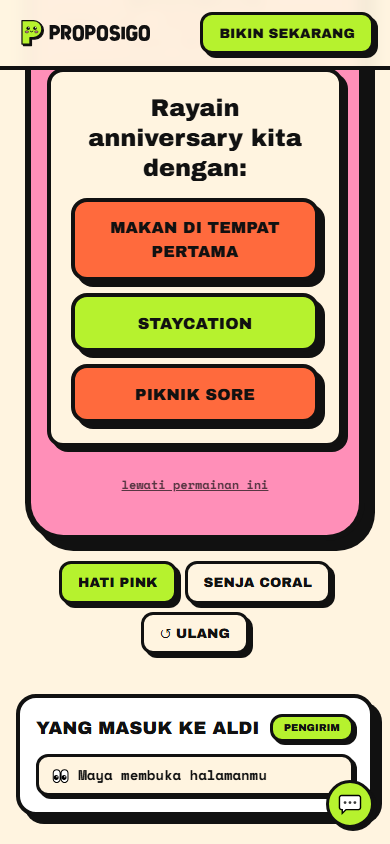 PROPOSIGO
BIKIN SEKARANG
Rayain
anniversary kita
dengan:
MAKAN DI TEMPAT
PERTAMA
STAYCATION
PIKNIK SORE
lewati permainan ini
HATI PINK
SENJA CORAL
↺ ULANG
YANG MASUK KE ALDI
PENGIRIM
👀 Maya membuka halamanmu